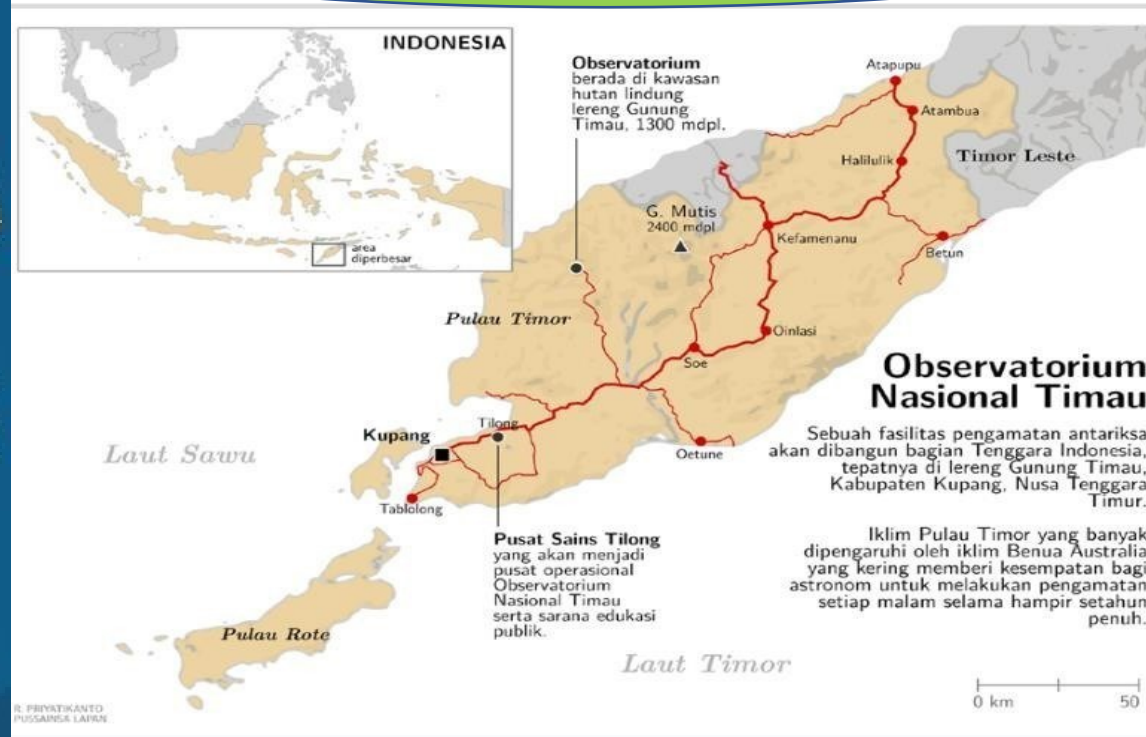 INDONESIA
area
diperbesar
Observatorium
berada di kawasan
hutan lindung
lereng Gunung
Timau, 1300 mdpl.
Atapupu
Atambua
Halilulik
Timor Leste
G. Mutis
2400 mdpl
Kefamenanu
Betun
Pulau Timor
Oinlasi
Soe
Observatorium
Nasional Timau
Sebuah fasilitas pengamatan antariksa
akan dibangun bagian Tenggara Indonesia,
tepatnya di lereng Gunung Timau,
Kabupaten Kupang, Nusa Tenggara
Timur.
Iklim Pulau Timor yang banyak
dipengaruhi oleh iklim Benua Australia
yang kering memberi kesempatan bagi
astronom untuk melakukan pengamatan
setiap malam selama hampir setahun
penuh.
Tilong
Kupang
Laut Sawu
Oetune
Tablolong
Pusat Sains Tilong
yang akan menjadi
pusat operasional
Observatorium
Nasional Timau
serta sarana edukasi
publik.
Pulau Rote
Laut Timor
0 km
50
R. PRIYATIKANTO
PUSSAINSA LAPAN